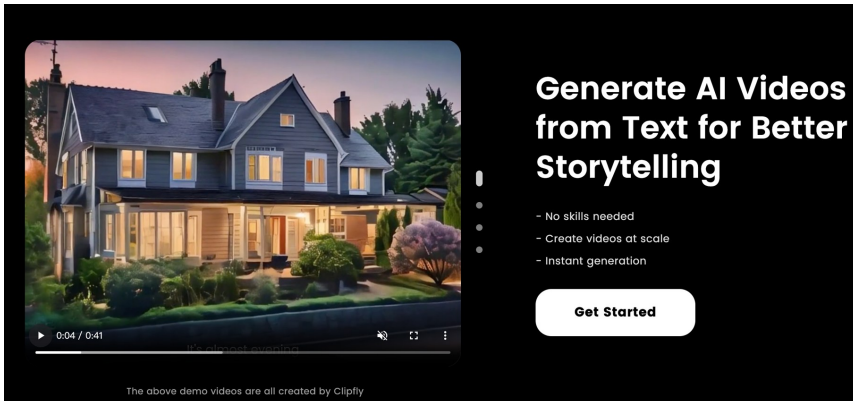 Generate AI Videos
from Text for Better
Storytelling
- No skills needed
- Create videos at scale
- Instant generation
Get Started
0:04 / 0:41
It's almost evening
The above demo videos are all created by Clipfly